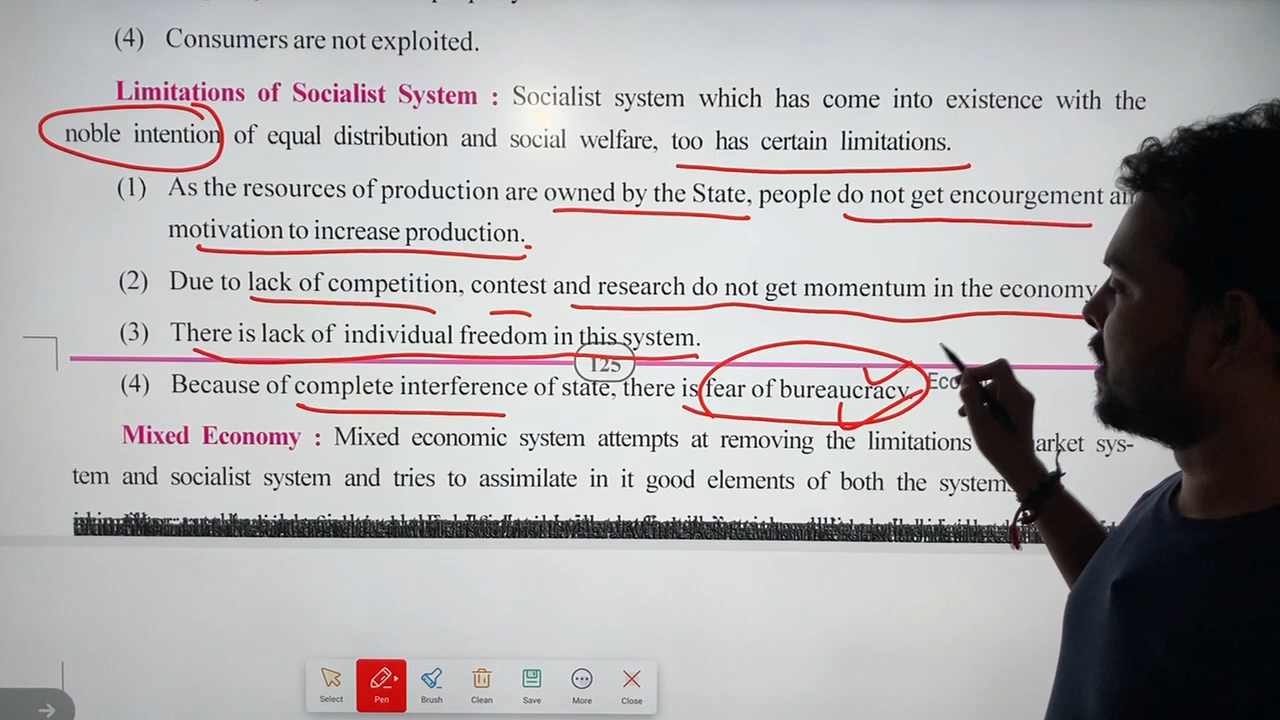 (4) Consumers are not exploited.
Limitations of Socialist System : Socialist system which has come into existence with the
noble intention of equal distribution and social welfare, too has certain limitations.
(1) As the resources of production are owned by the State, people do not get encourgement
motivation to increase production.
(2) Due to lack of competition, contest and research do not get momentum in the economy
(3) There is lack of individual freedom in this system.
125
(4) Because of complete interference of state, there is fear of bureaucracy.
Mixed Economy : Mixed economic system attempts at removing the limitations
tem and socialist system and tries to assimilate in it good elements of both the system
Select Pen Brush Clean Save More Close